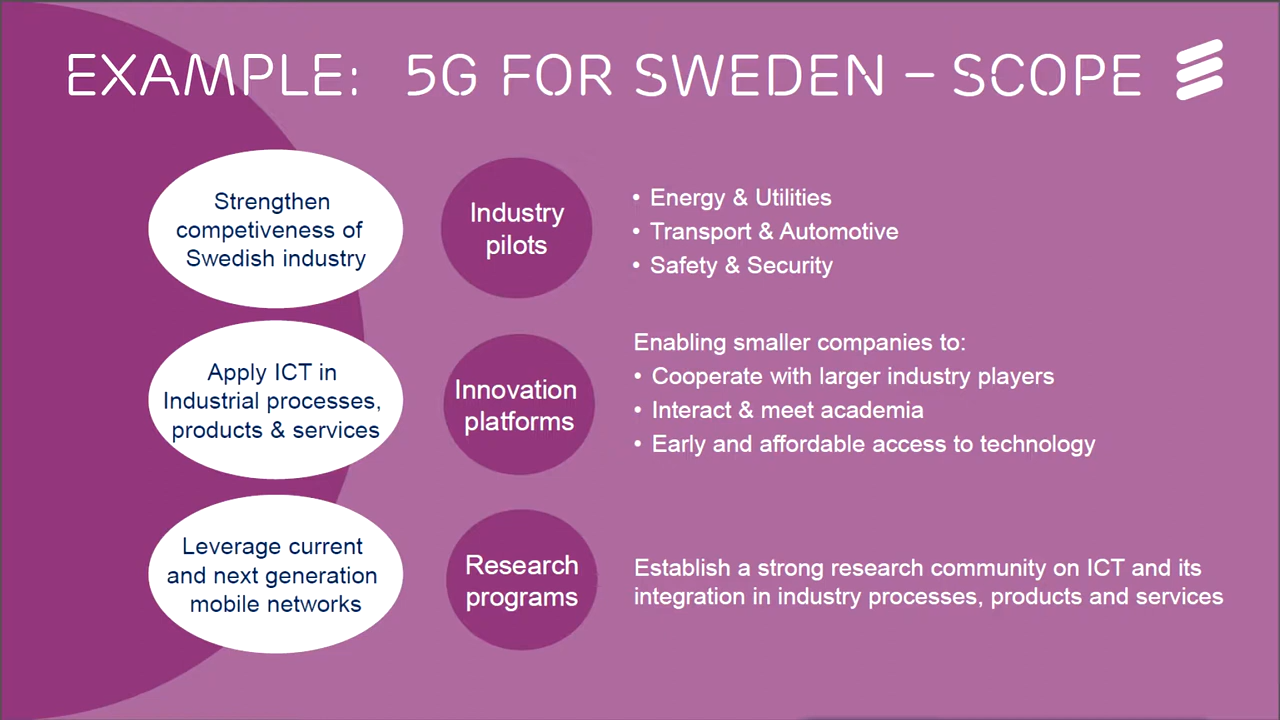 EXAMPLE: 5G FOR SWEDEN – SCOPE
Strengthen
competiveness of
Swedish industry
Industry
pilots
• Energy & Utilities
• Transport & Automotive
• Safety & Security
Apply ICT in
Industrial processes,
products & services
Innovation
platforms
Enabling smaller companies to:
• Cooperate with larger industry players
• Interact & meet academia
• Early and affordable access to technology
Leverage current
and next generation
mobile networks
Research
programs
Establish a strong research community on ICT and its
integration in industry processes, products and services